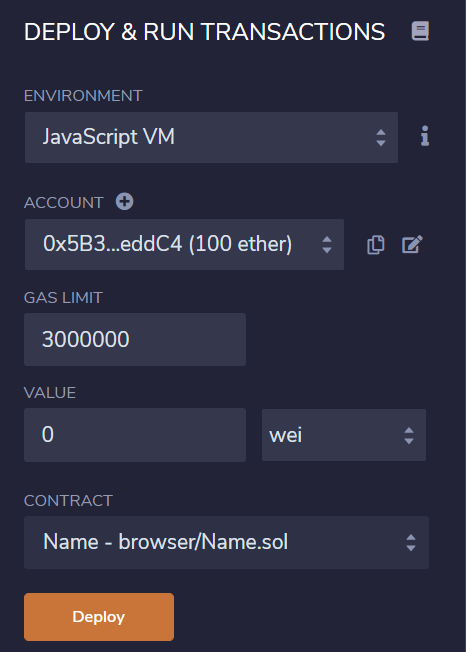 DEPLOY & RUN TRANSACTIONS
ENVIRONMENT
JavaScript VM
ACCOUNT
0x5B3...eddC4 (100 ether)
GAS LIMIT
3000000
VALUE
0 wei
CONTRACT
Name - browser/Name.sol
Deploy